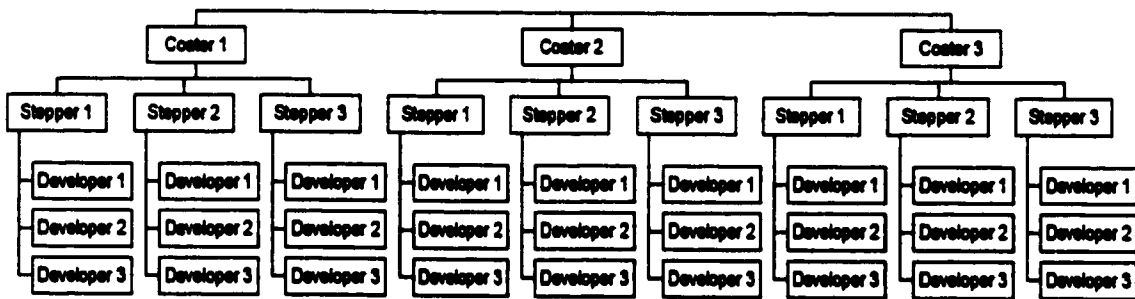 Coater 1 Coater 2 Coater 3
Stepper 1 Stepper 2 Stepper 3 Stepper 1 Stepper 2 Stepper 3 Stepper 1 Stepper 2 Stepper 3
Developer 1 Developer 1 Developer 1 Developer 1 Developer 1 Developer 1 Developer 1 Developer 1 Developer 1
Developer 2 Developer 2 Developer 2 Developer 2 Developer 2 Developer 2 Developer 2 Developer 2 Developer 2
Developer 3 Developer 3 Developer 3 Developer 3 Developer 3 Developer 3 Developer 3 Developer 3 Developer 3